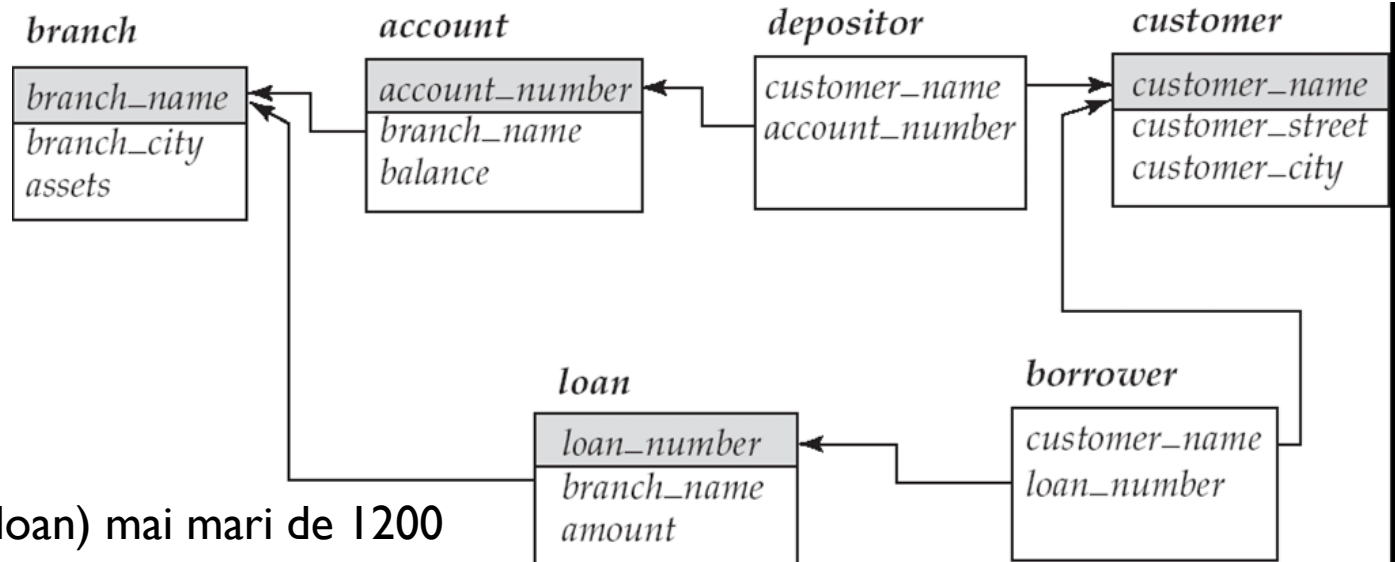 branch
branch_name
branch_city
assets
account
account_number
branch_name
balance
depositor
customer_name
account_number
customer
customer_name
customer_street
customer_city
loan
loan_number
branch_name
amount
borrower
customer_name
loan_number
loan) mai mari de 1200